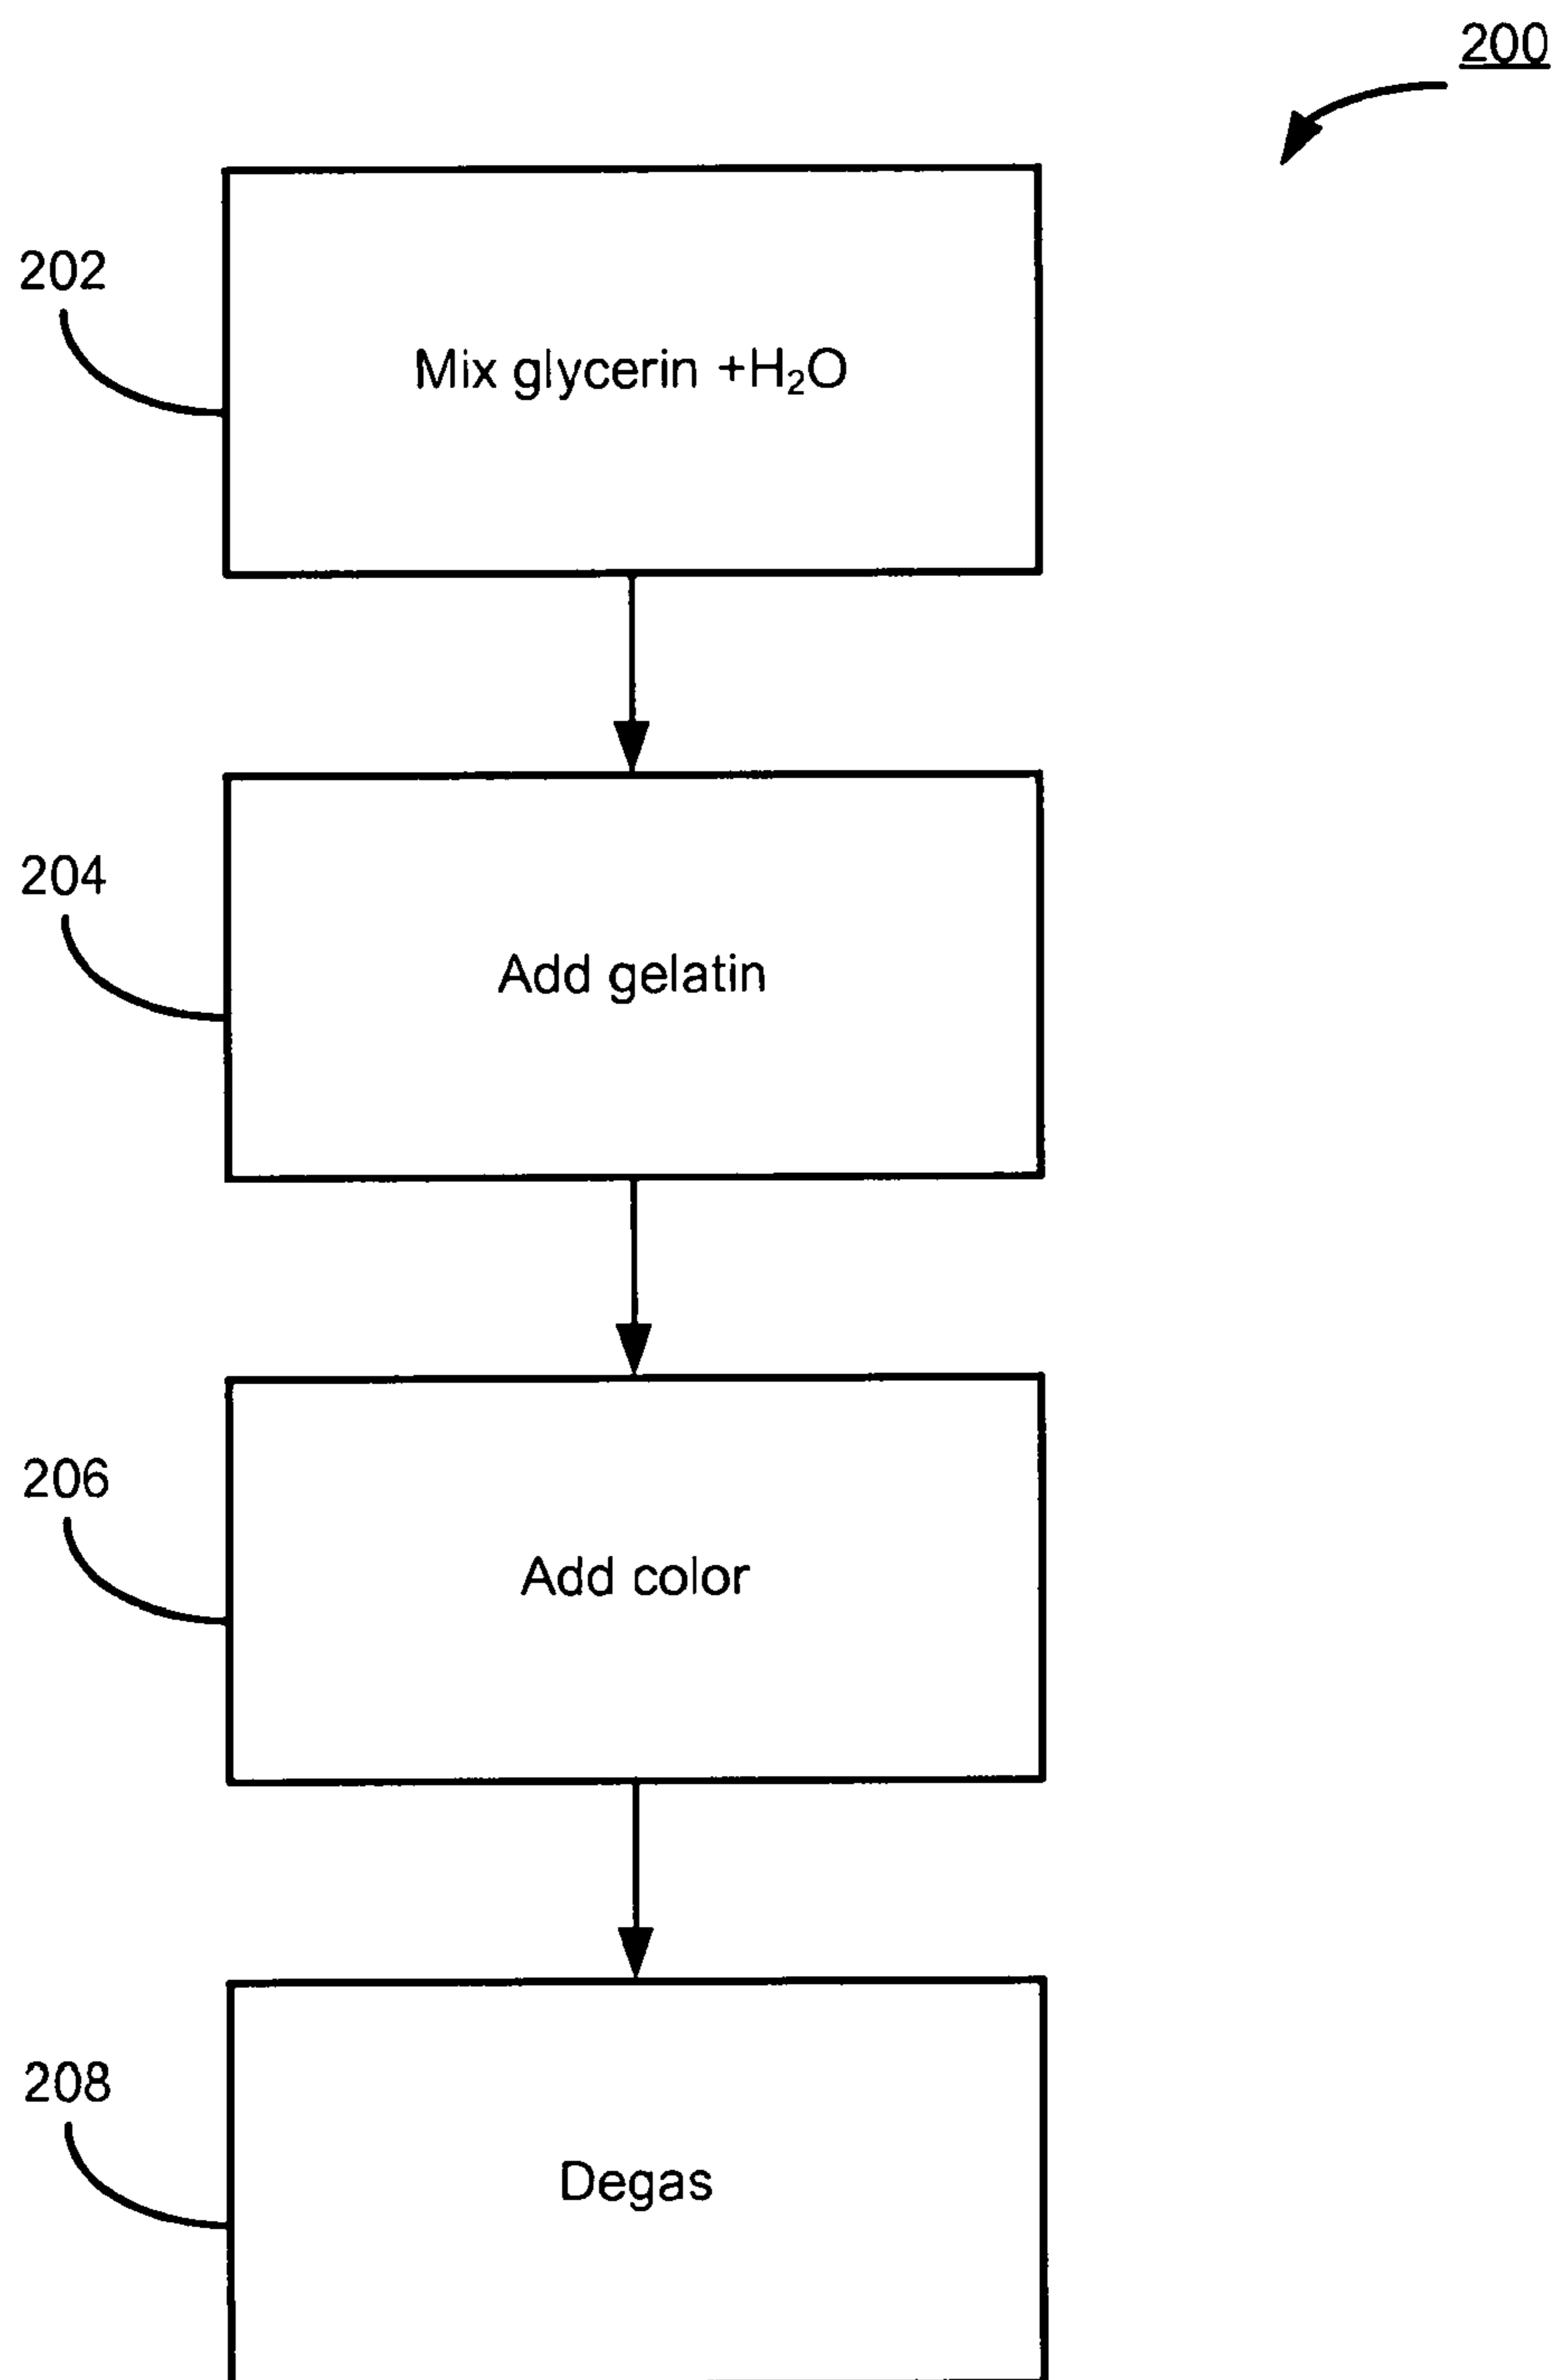 200
202
Mix glycerin +H₂O
204
Add gelatin
206
Add color
208
Degas